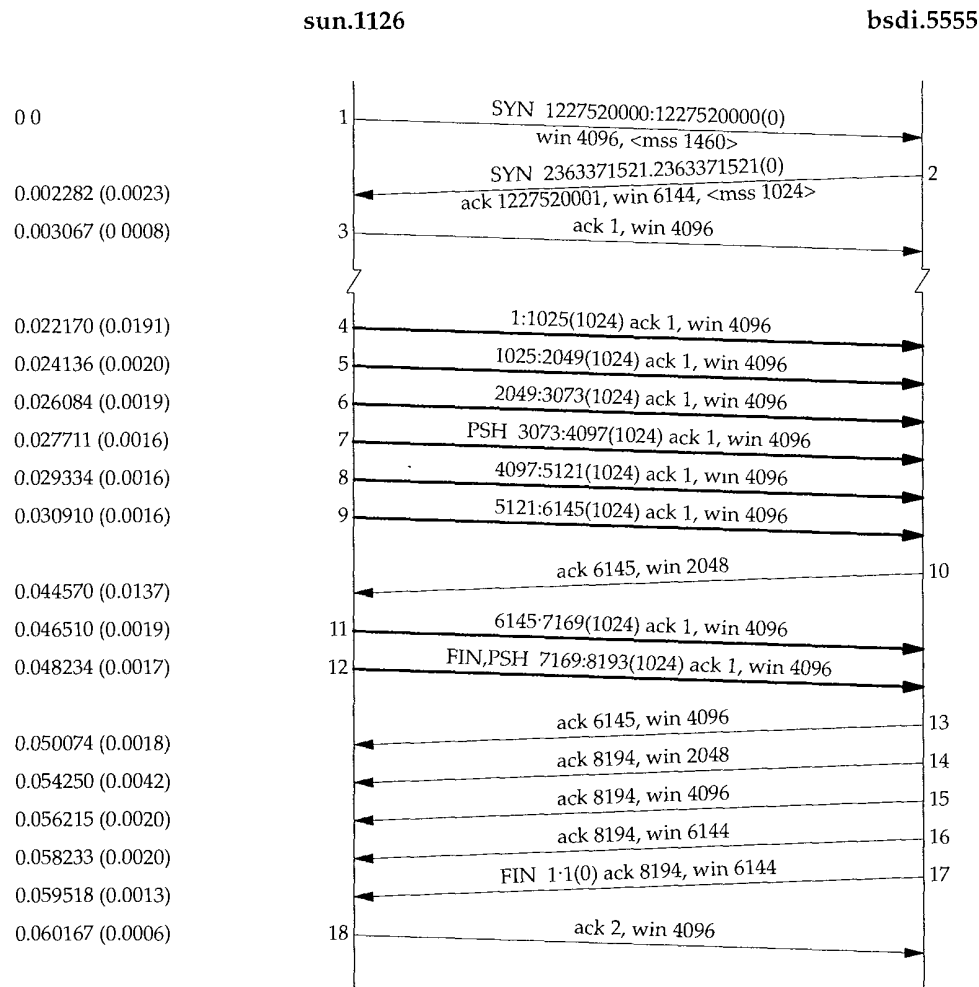 sun.1126 bsdi.5555
0 0 1 SYN 1227520000:1227520000(0)
win 4096, <mss 1460>
SYN 2363371521.2363371521(0) 2
0.002282 (0.0023) ack 1227520001, win 6144, <mss 1024>
0.003067 (0 0008) 3 ack 1, win 4096
0.022170 (0.0191) 4 1:1025(1024) ack 1, win 4096
0.024136 (0.0020) 5 1025:2049(1024) ack 1, win 4096
0.026084 (0.0019) 6 2049:3073(1024) ack 1, win 4096
0.027711 (0.0016) 7 PSH 3073:4097(1024) ack 1, win 4096
0.029334 (0.0016) 8 4097:5121(1024) ack 1, win 4096
0.030910 (0.0016) 9 5121:6145(1024) ack 1, win 4096
ack 6145, win 2048 10
0.044570 (0.0137)
0.046510 (0.0019) 11 6145·7169(1024) ack 1, win 4096
0.048234 (0.0017) 12 FIN,PSH 7169:8193(1024) ack 1, win 4096
ack 6145, win 4096 13
0.050074 (0.0018)
ack 8194, win 2048 14
0.054250 (0.0042)
ack 8194, win 4096 15
0.056215 (0.0020)
ack 8194, win 6144 16
0.058233 (0.0020)
FIN 1·1(0) ack 8194, win 6144 17
0.059518 (0.0013)
0.060167 (0.0006) 18 ack 2, win 4096